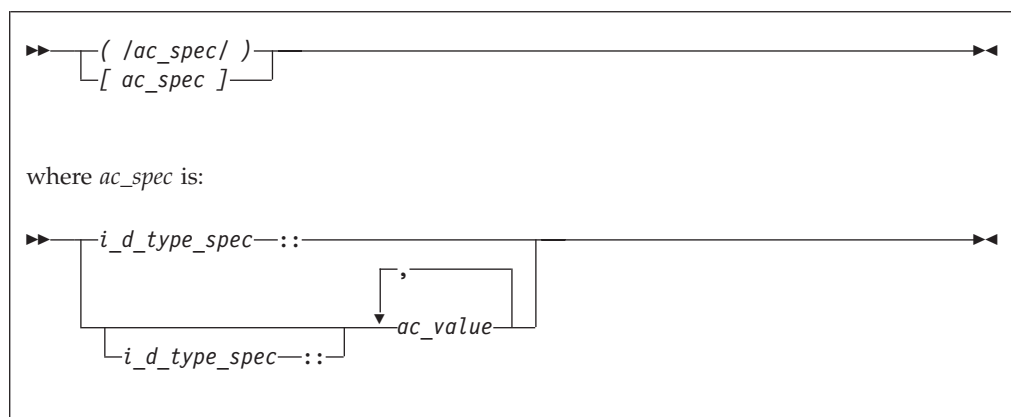 ( /ac_spec/ )
[ ac_spec ]
where ac_spec is:
i_d_type_spec ::
,
ac_value
i_d_type_spec ::